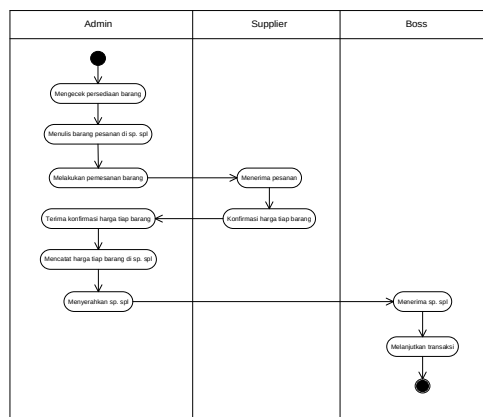 Admin
Supplier
Boss
Mengecek persediaan barang
Menulis barang pesanan di sp. spl
Melakukan pemesanan barang
Menerima pesanan
Terima konfirmasi harga tiap barang
Konfirmasi harga tiap barang
Mencatat harga tiap barang di sp. spl
Menyerahkan sp. spl
Menerima sp. spl
Melanjutkan transaksi